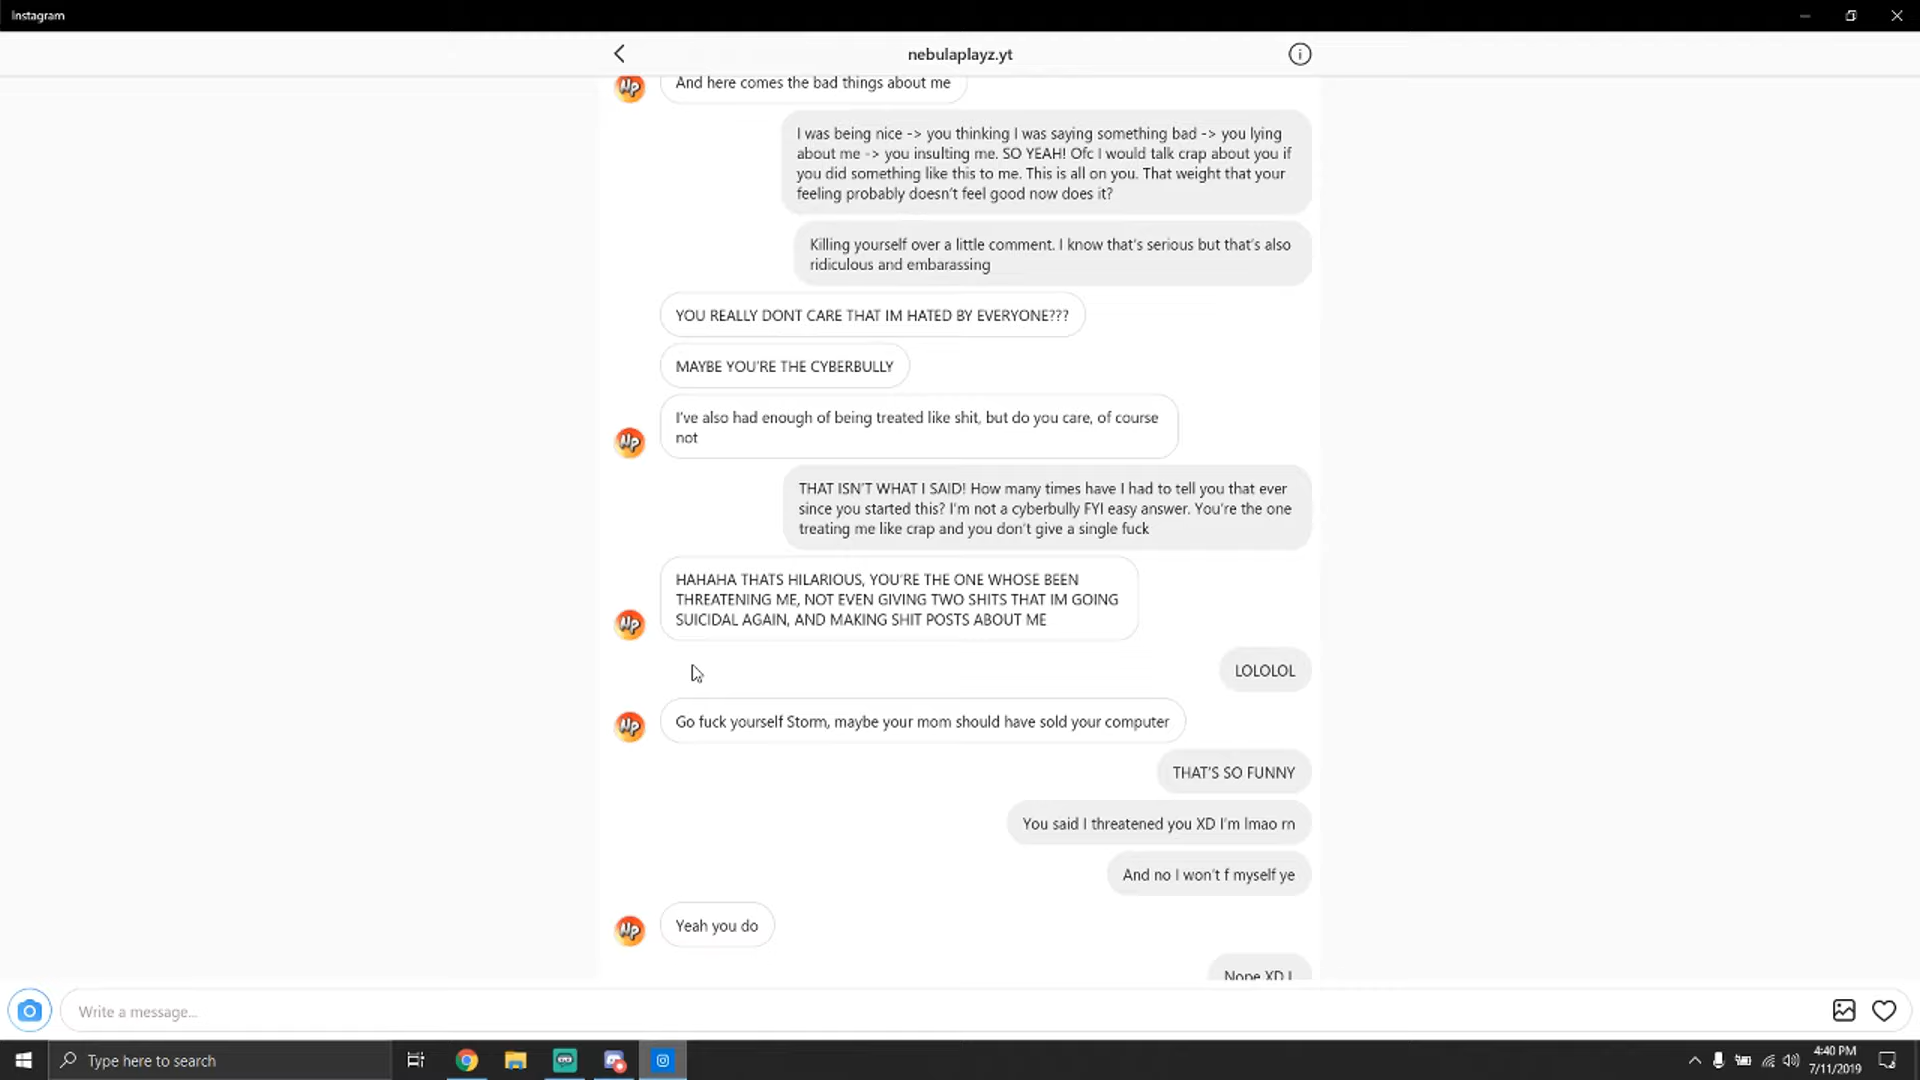 Instagram
nebulaplayz.yt
And here comes the bad things about me
I was being nice -> you thinking I was saying something bad -> you lying
about me -> you insulting me. SO YEAH! Ofc I would talk crap about you if
you did something like this to me. This is all on you. That weight that your
feeling probably doesn't feel good now does it?
Killing yourself over a little comment. I know that's serious but that's also
ridiculous and embarassing
YOU REALLY DONT CARE THAT IM HATED BY EVERYONE???
MAYBE YOU'RE THE CYBERBULLY
I've also had enough of being treated like shit, but do you care, of course
not
NP
THAT ISN'T WHAT I SAID! How many times have I had to tell you that ever
since you started this? I'm not a cyberbully FYI easy answer. You're the one
treating me like crap and you don't give a single fuck
HAHAHA THATS HILARIOUS, YOU'RE THE ONE WHOSE BEEN
THREATENING ME, NOT EVEN GIVING TWO SHITS THAT IM GOING
SUICIDAL AGAIN, AND MAKING SHIT POSTS ABOUT ME
NP
LOLOLOL
NP
Go fuck yourself Storm, maybe your mom should have sold your computer
THAT'S SO FUNNY
You said I threatened you XD I'm lmao rn
And no I won't f myself ye
NP
Yeah you do
Nope XD I
Write a message...
Type here to search
4:40 PM
7/11/2019